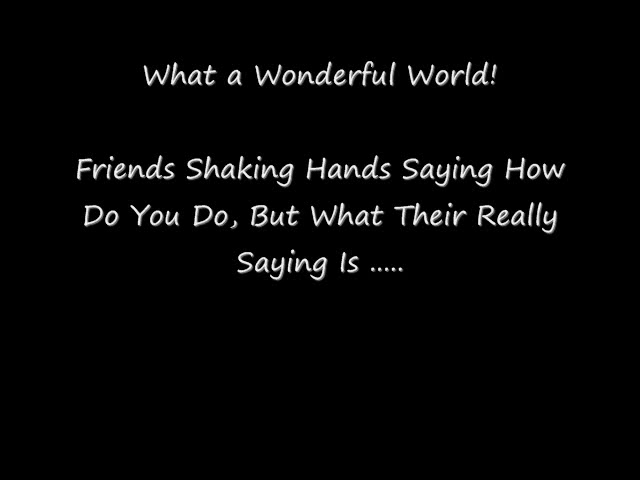 What a Wonderful World!
Friends Shaking Hands Saying How
Do You Do, But What Their Really
Saying Is .....